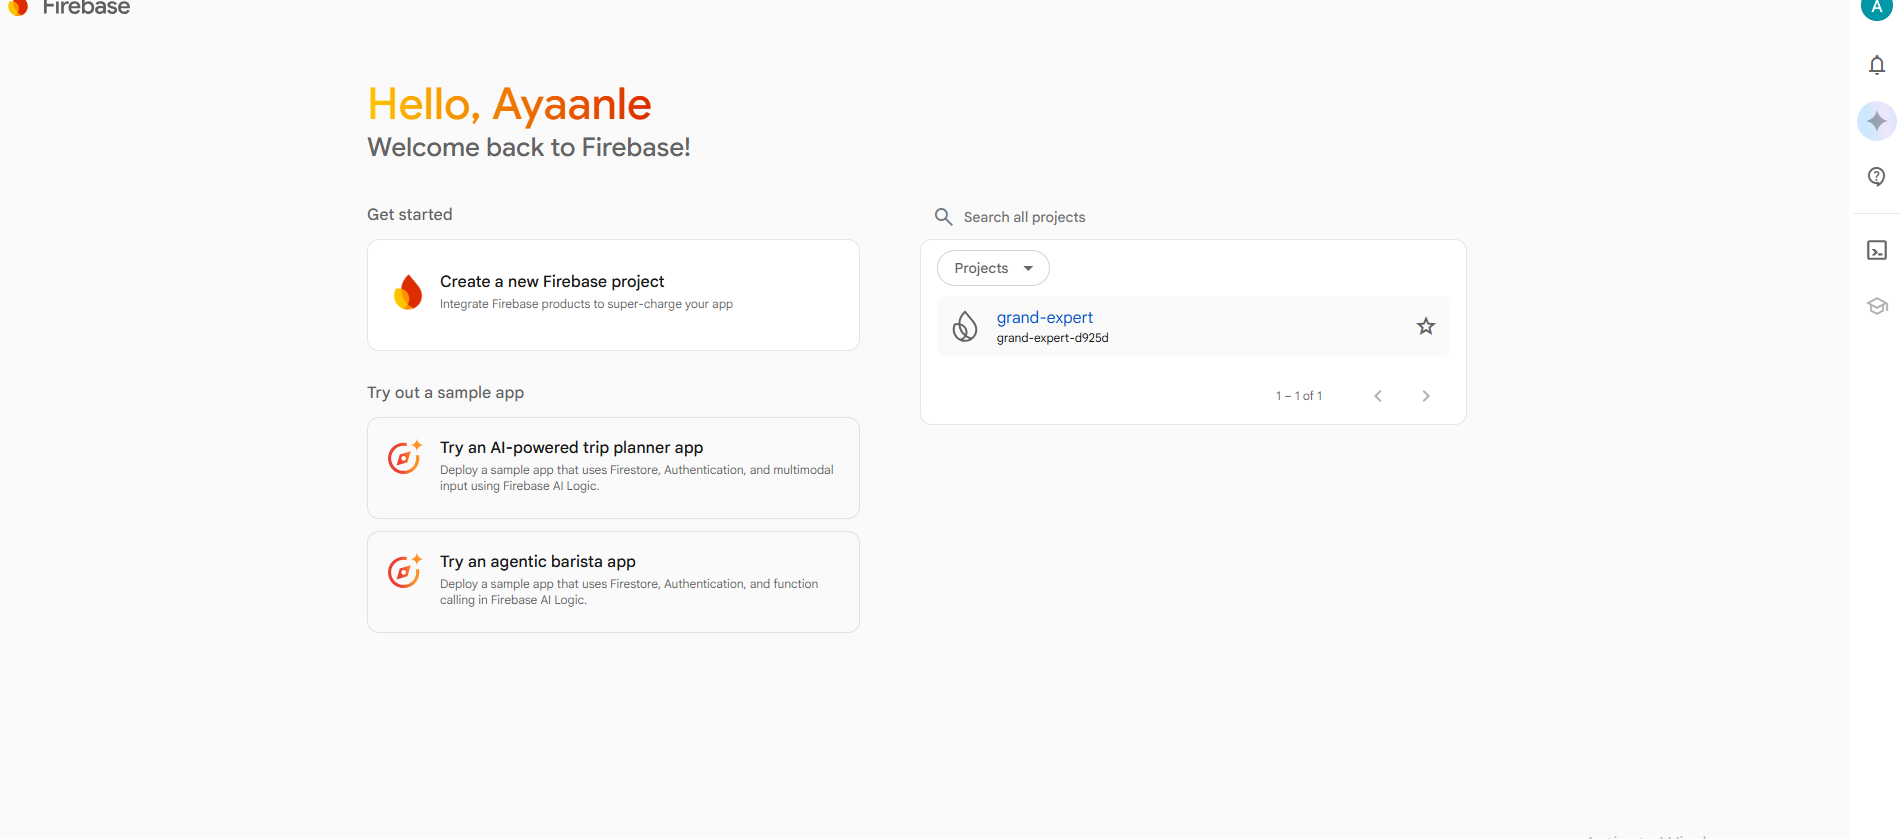 Firebase
A
Hello, Ayaanle
Welcome back to Firebase!
Get started
Create a new Firebase project
Integrate Firebase products to super-charge your app
Try out a sample app
Try an AI-powered trip planner app
Deploy a sample app that uses Firestore, Authentication, and multimodal
input using Firebase AI Logic.
Try an agentic barista app
Deploy a sample app that uses Firestore, Authentication, and function
calling in Firebase AI Logic.
Search all projects
Projects
grand-expert
grand-expert-d925d
1 – 1 of 1